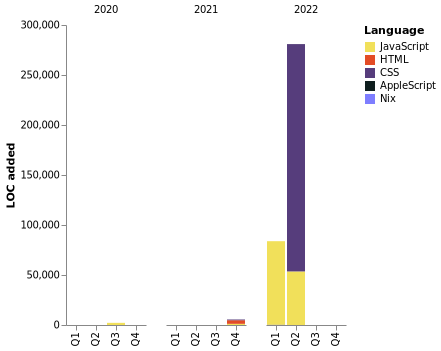 2020 2021 2022
Language
JavaScript
HTML
CSS
AppleScript
Nix
LOC added
300,000
250,000
200,000
150,000
100,000
50,000
0
Q1 Q2 Q3 Q4 Q1 Q2 Q3 Q4 Q1 Q2 Q3 Q4